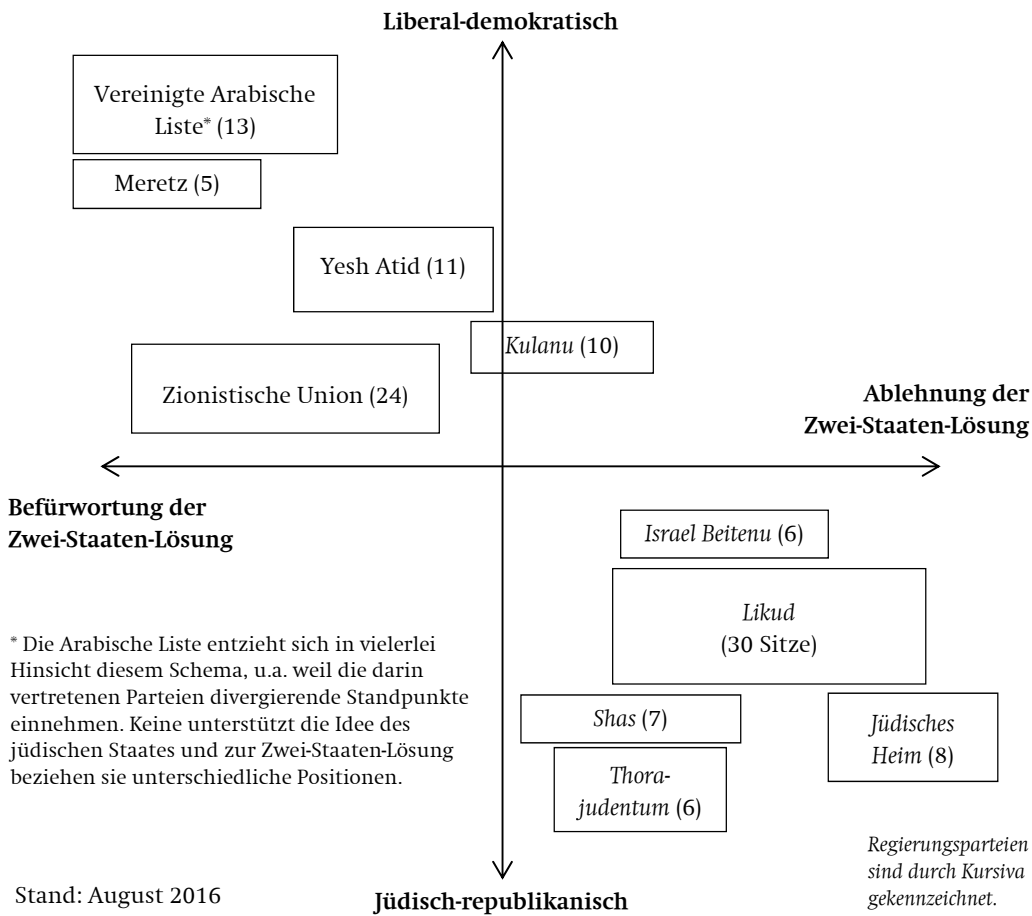 Liberal-demokratisch
Vereinigte Arabische
Liste* (13)
Meretz (5)
Yesh Atid (11)
Kulanu (10)
Zionistische Union (24)
Ablehnung der
Zwei-Staaten-Lösung
Befürwortung der
Zwei-Staaten-Lösung
Israel Beitenu (6)
Likud
(30 Sitze)
* Die Arabische Liste entzieht sich in vielerlei
Hinsicht diesem Schema, u.a. weil die darin
vertretenen Parteien divergierende Standpunkte
einnehmen. Keine unterstützt die Idee des
jüdischen Staates und zur Zwei-Staaten-Lösung
beziehen sie unterschiedliche Positionen.
Shas (7)
Jüdisches
Heim (8)
Thora-
judentum (6)
Regierungsparteien
sind durch Kursiva
gekennzeichnet.
Stand: August 2016
Jüdisch-republikanisch